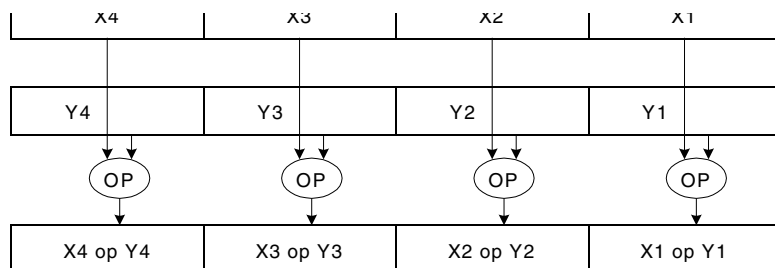 X4 X3 X2 X1
Y4 Y3 Y2 Y1
OP OP OP OP
X4 op Y4 X3 op Y3 X2 op Y2 X1 op Y1